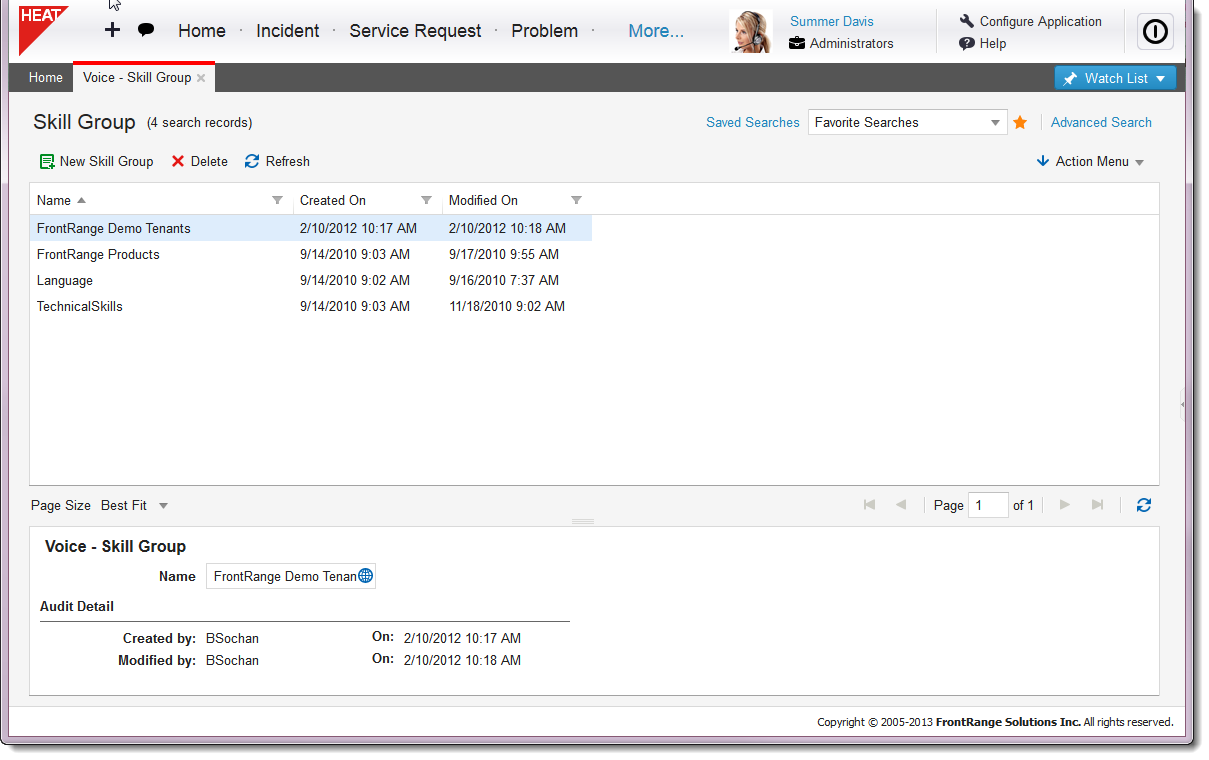 HEAT
Home · Incident · Service Request · Problem · More...
Summer Davis
Administrators
Configure Application
Help
Home
Voice - Skill Group
Watch List
Skill Group (4 search records)
Saved Searches Favorite Searches Advanced Search
New Skill Group Delete Refresh Action Menu
Name Created On Modified On
FrontRange Demo Tenants 2/10/2012 10:17 AM 2/10/2012 10:18 AM
FrontRange Products 9/14/2010 9:03 AM 9/17/2010 9:55 AM
Language 9/14/2010 9:02 AM 9/16/2010 7:37 AM
TechnicalSkills 9/14/2010 9:03 AM 11/18/2010 9:02 AM
Page Size Best Fit Page 1 of 1
Voice - Skill Group
Name FrontRange Demo Tenan
Audit Detail
Created by: BSochan On: 2/10/2012 10:17 AM
Modified by: BSochan On: 2/10/2012 10:18 AM
Copyright © 2005-2013 FrontRange Solutions Inc. All rights reserved.